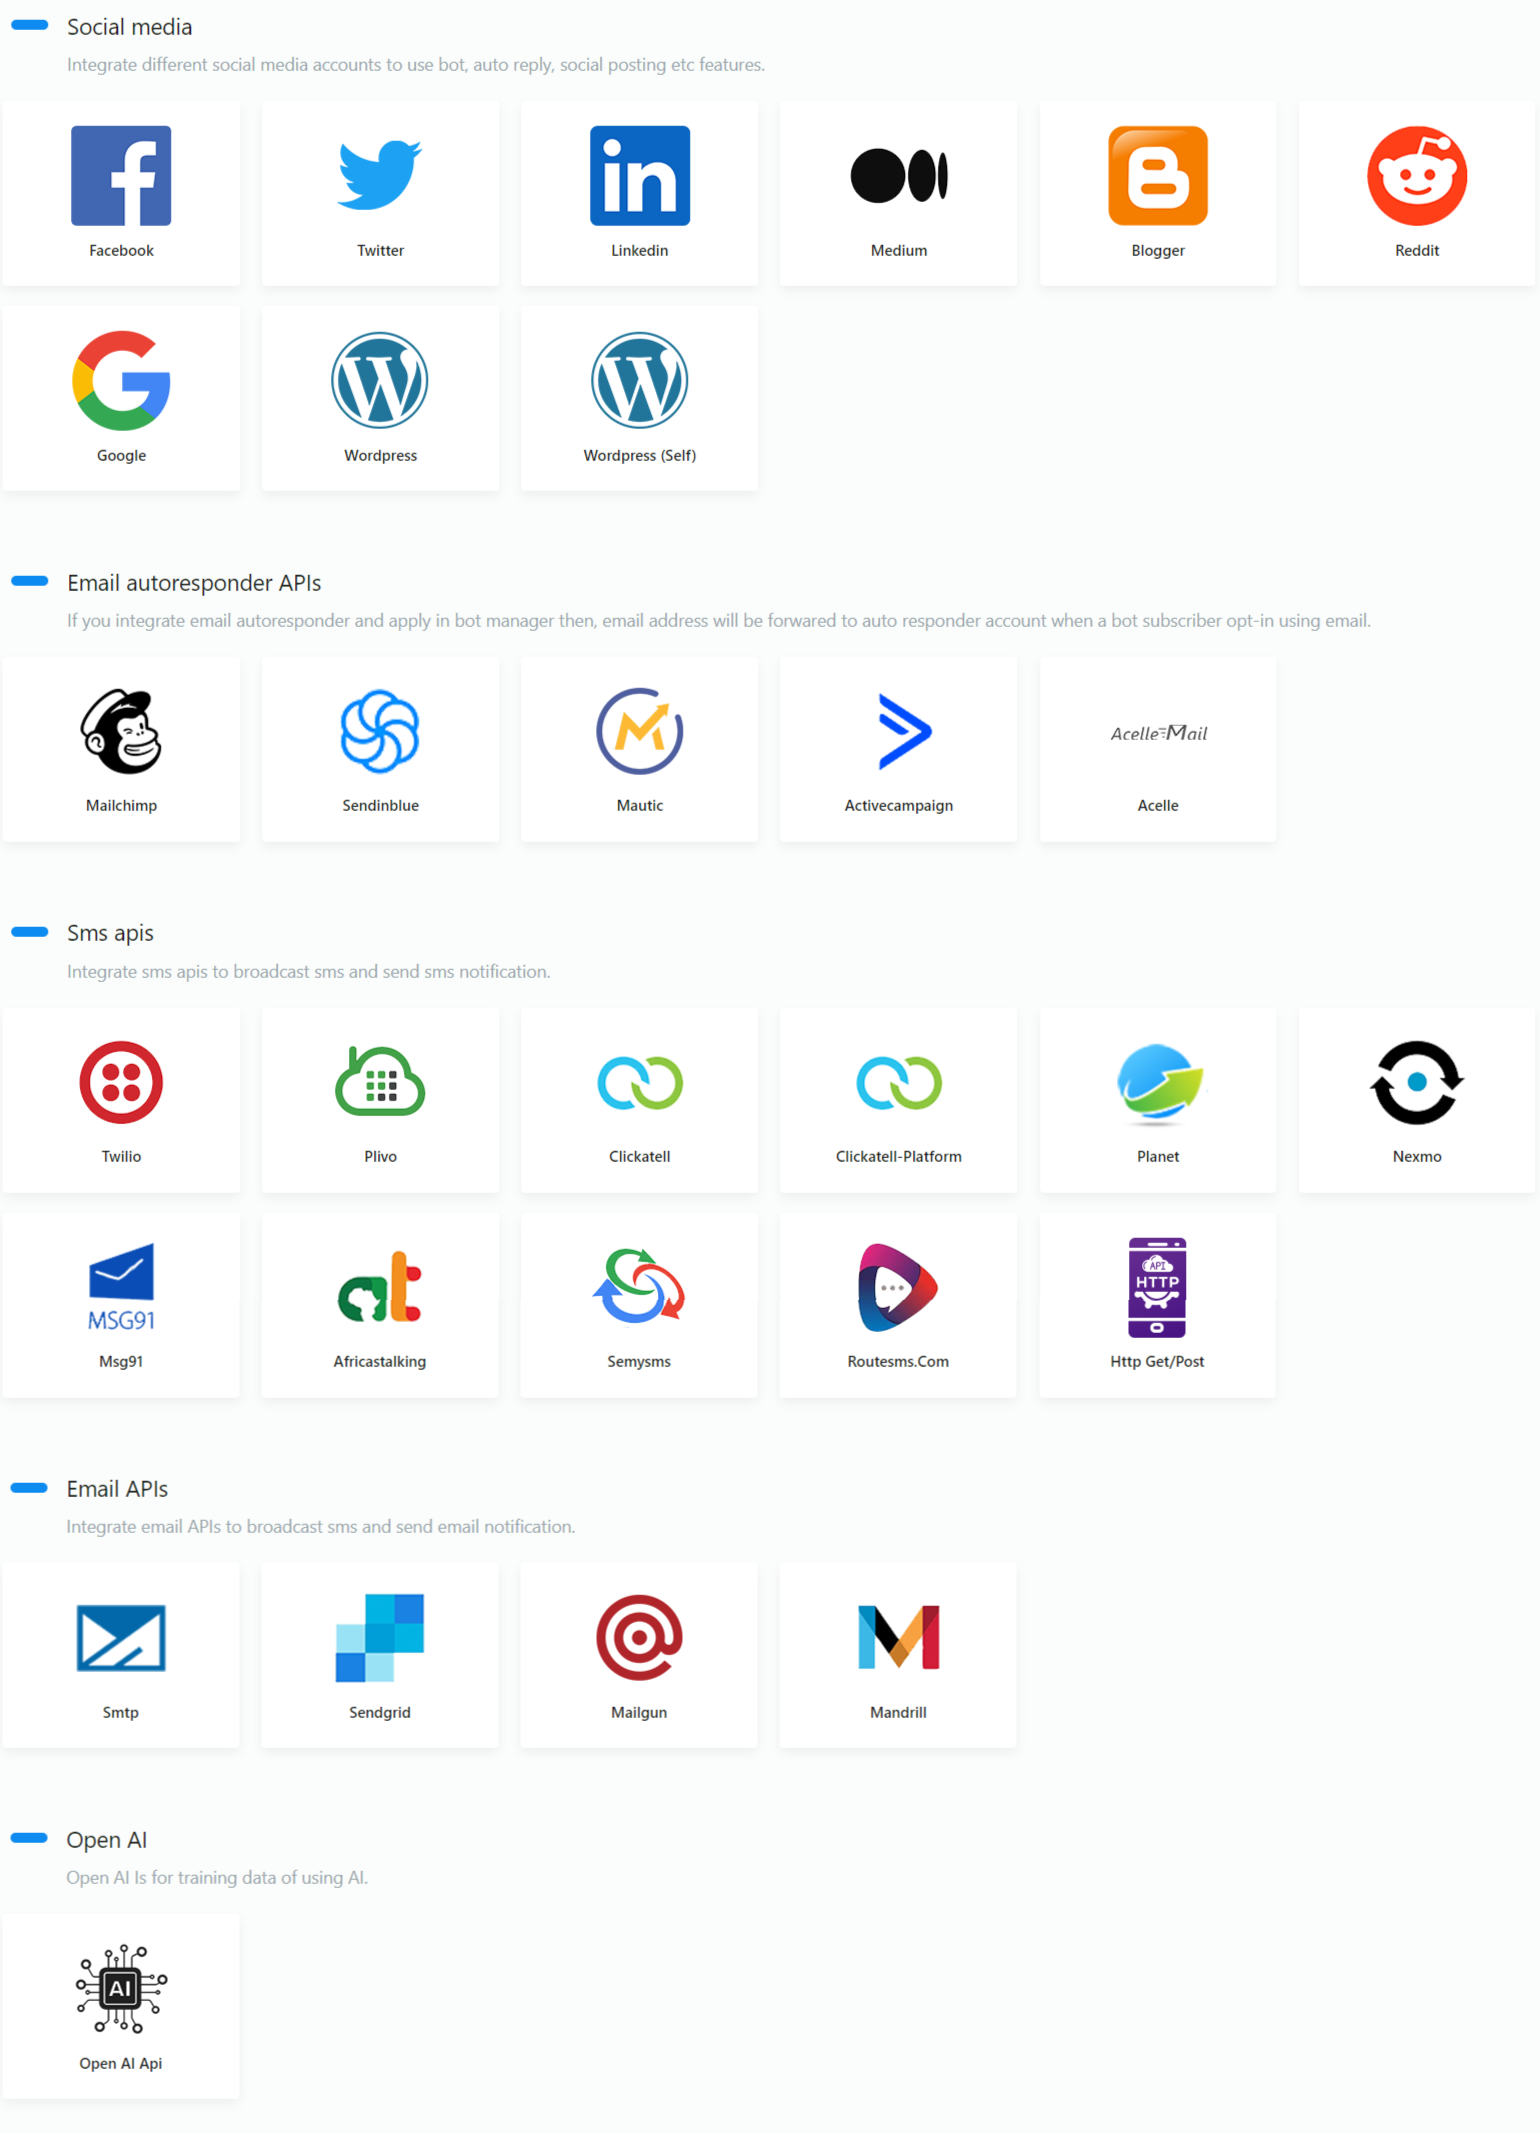 Social media
Integrate different social media accounts to use bot, auto reply, social posting etc features.
Facebook
Twitter
in
Linkedin
Medium
Blogger
Reddit
Google
Wordpress
Wordpress (Self)
Email autoresponder APIs
If you integrate email autoresponder and apply in bot manager then, email address will be forwared to auto responder account when a bot subscriber opt-in using email.
Acelle Mail
Mailchimp
Sendinblue
Mautic
Activecampaign
Acelle
Sms apis
Integrate sms apis to broadcast sms and send sms notification.
Twilio
Plivo
Clickatell
Clickatell-Platform
Planet
Nexmo
MSG91
at
API
HTTP
Msg91
Africastalking
Semysms
Routesms.Com
Http Get/Post
Email APIs
Integrate email APIs to broadcast sms and send email notification.
Smtp
Sendgrid
Mailgun
Mandrill
Open AI
Open AI Is for training data of using AI.
AI
Open AI Api